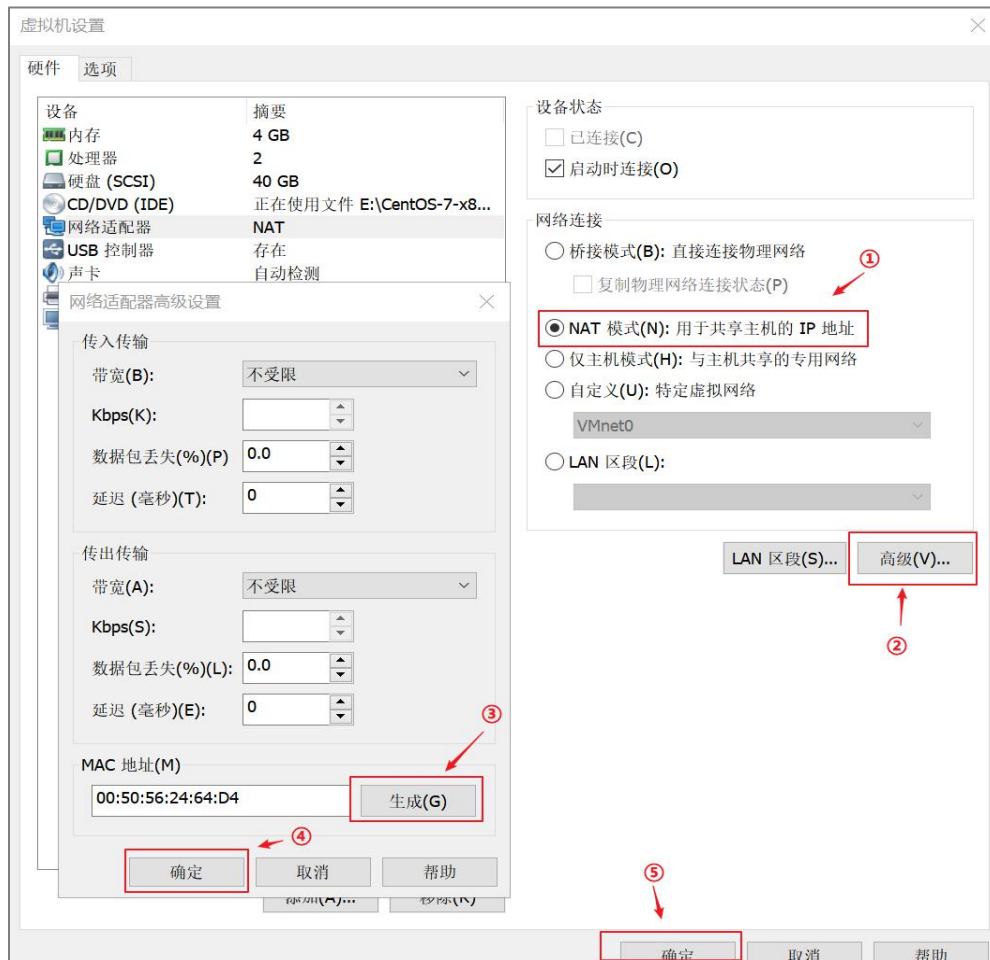 虚拟机设置
硬件 选项
设备 摘要
内存 4 GB
处理器 2
硬盘 (SCSI) 40 GB
CD/DVD (IDE) 正在使用文件 E:\CentOS-7-x8...
网络适配器 NAT
USB 控制器 存在
声卡 自动检测
设备状态
已连接(C)
启动时连接(O)
网络连接
桥接模式(B): 直接连接物理网络
复制物理网络连接状态(P)
①
NAT 模式(N): 用于共享主机的 IP 地址
仅主机模式(H): 与主机共享的专用网络
自定义(U): 特定虚拟网络
VMnet0
LAN 区段(L):
LAN 区段(S)... 高级(V)...
②
网络适配器高级设置
传入传输
带宽(B): 不受限
Kbps(K):
数据包丢失(%)(P) 0.0
延迟 (毫秒)(T): 0
传出传输
带宽(A): 不受限
Kbps(S):
数据包丢失(%)(L): 0.0
延迟 (毫秒)(E): 0
③
MAC 地址(M)
00:50:56:24:64:D4 生成(G)
④
确定 取消 帮助
添加(A)... 移除(R)
⑤
确定 取消 帮助